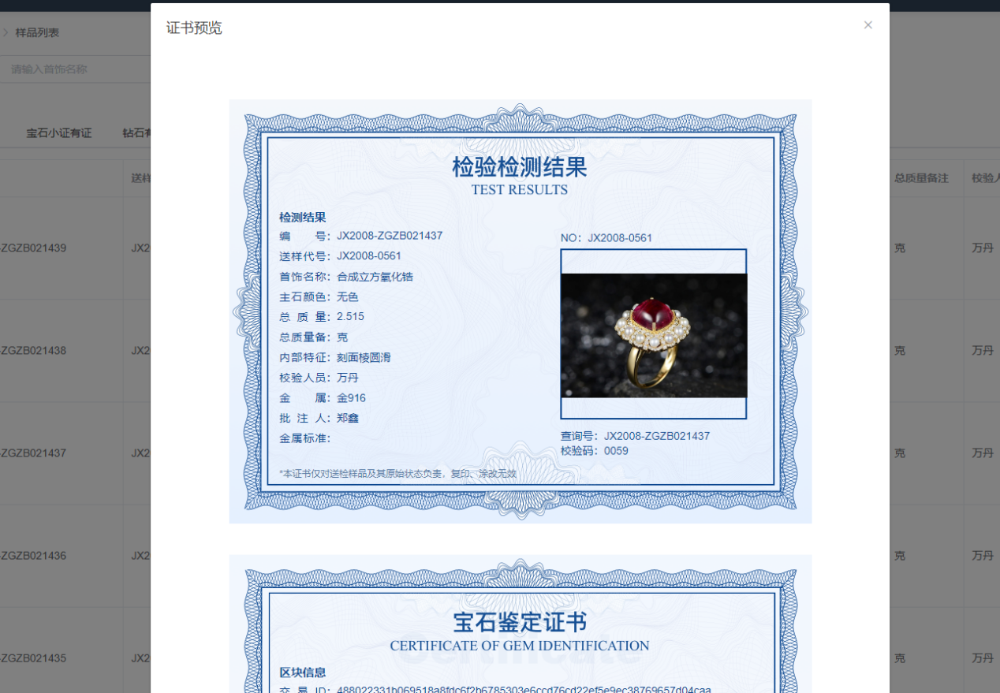 证书预览
样品列表
请输入首饰名称
宝石小证有证 钻石有
送样
总质量备注 校验人
检验检测结果
TEST RESULTS
检测结果
编 号：JX2008-ZGZB021437
送样代号：JX2008-0561
首饰名称：合成立方氧化锆
主石颜色：无色
总 质 量：2.515
总质量备：克
内部特征：刻面棱圆滑
校验人员：万丹
金 属：金916
批 注 人：郑鑫
金属标准：
*本证书仅对送检样品及其原始状态负责，复印、涂改无效
NO：JX2008-0561
查询号：JX2008-ZGZB021437
校验码：0059
-ZGZB021439 JX2 克 万丹
-ZGZB021438 JX2 克 万丹
-ZGZB021437 JX2 克 万丹
-ZGZB021436 JX2 克 万丹
-ZGZB021435 JX2 克 万丹
宝石鉴定证书
Certificate
CERTIFICATE OF GEM IDENTIFICATION
区块信息
交 易 ID：488022331b069518a8fdc6f2b6785303e6ccd76cd22ef5e9ec38769657d04caa